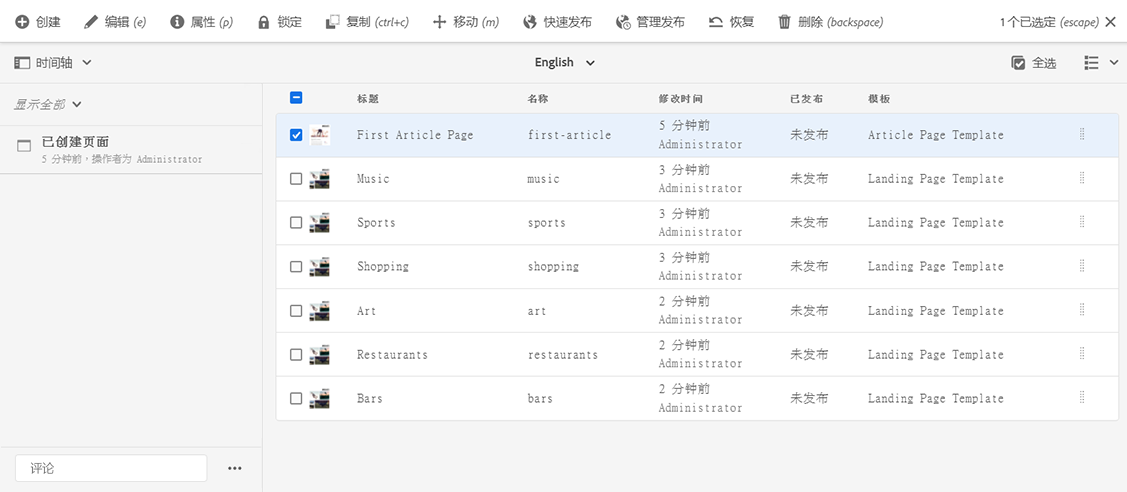 创建 编辑 (e) 属性 (p) 锁定 复制 (ctrl+c) 移动 (m) 快速发布 管理发布 恢复 删除 (backspace) 1 个已选定 (escape)
时间轴 English 全选
显示全部
已创建页面
5 分钟前，操作者为 Administrator
标题 名称 修改时间 已发布 模板
First Article Page first-article 5 分钟前 未发布 Article Page Template
Administrator
Music music 3 分钟前 未发布 Landing Page Template
Administrator
Sports sports 3 分钟前 未发布 Landing Page Template
Administrator
Shopping shopping 3 分钟前 未发布 Landing Page Template
Administrator
Art art 2 分钟前 未发布 Landing Page Template
Administrator
Restaurants restaurants 2 分钟前 未发布 Landing Page Template
Administrator
Bars bars 2 分钟前 未发布 Landing Page Template
Administrator
评论